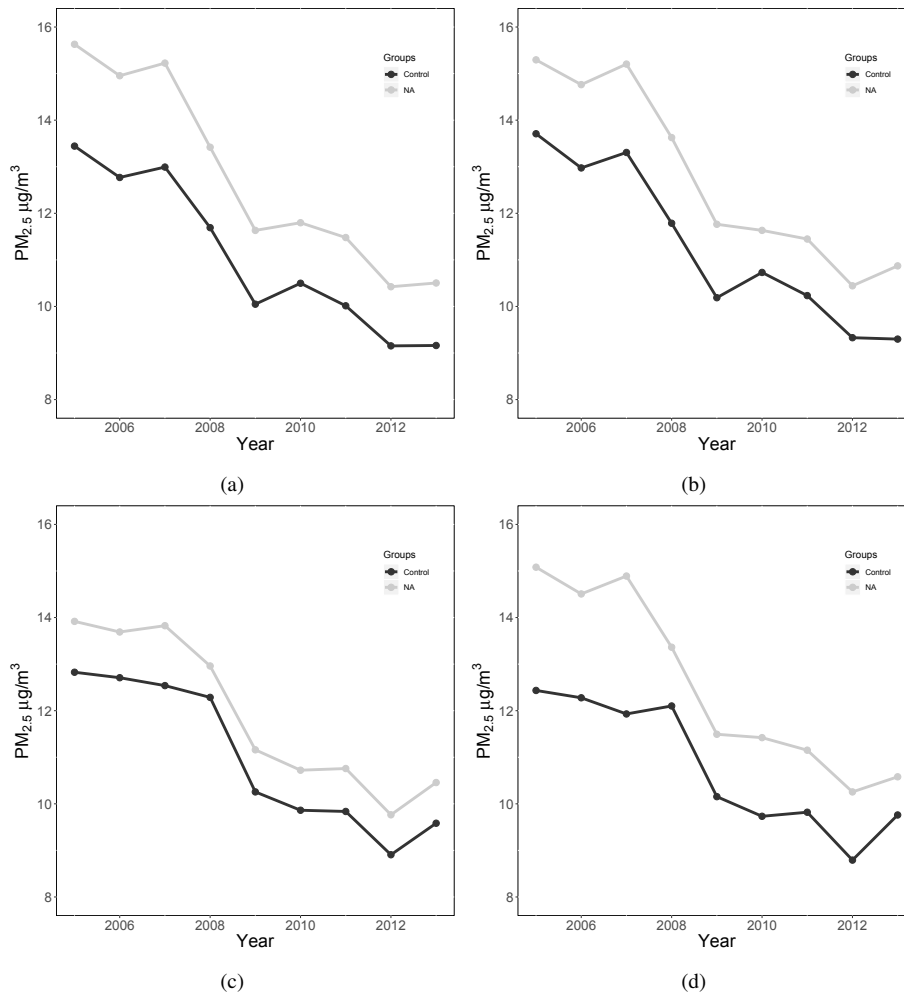 16
14
12
10
8
PM2.5 μg/m3
Groups
Control
NA
2006 2008 2010 2012
Year
(a)
16
14
12
10
8
PM2.5 μg/m3
Groups
Control
NA
2006 2008 2010 2012
Year
(b)
16
14
12
10
8
PM2.5 μg/m3
Groups
Control
NA
2006 2008 2010 2012
Year
(c)
16
14
12
10
8
PM2.5 μg/m3
Groups
Control
NA
2006 2008 2010 2012
Year
(d)